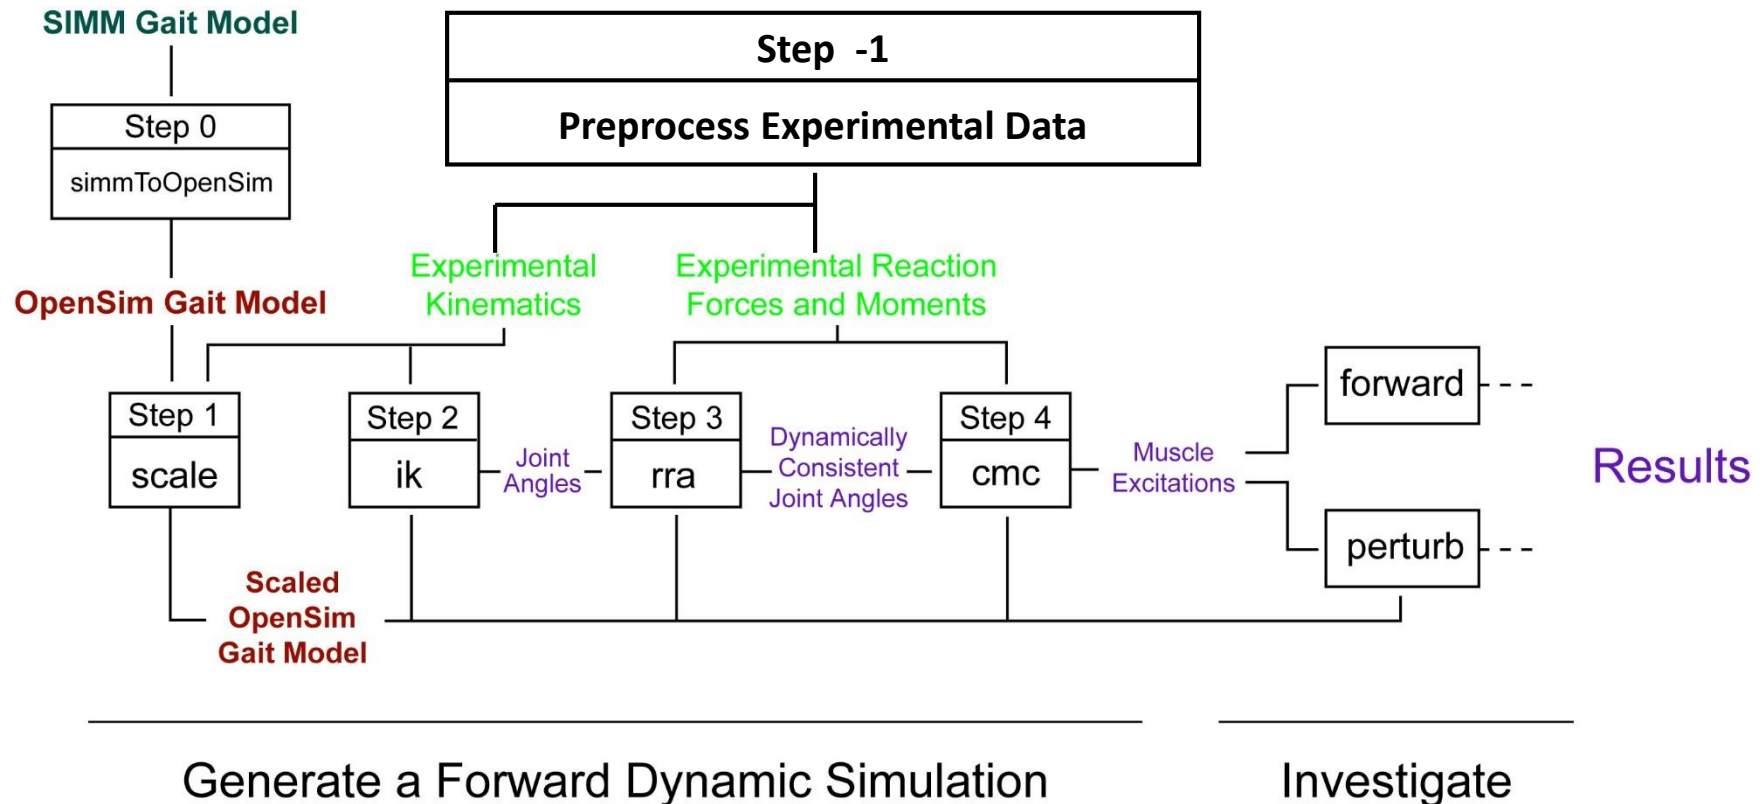 SIMM Gait Model
Step -1
Preprocess Experimental Data
Step 0
simmToOpenSim
OpenSim Gait Model
Experimental
Kinematics
Experimental Reaction
Forces and Moments
Step 1
scale
Step 2
ik
Joint
Angles
Step 3
rra
Dynamically
Consistent
Joint Angles
Step 4
cmc
Muscle
Excitations
forward
perturb
Results
Scaled
OpenSim
Gait Model
Generate a Forward Dynamic Simulation
Investigate